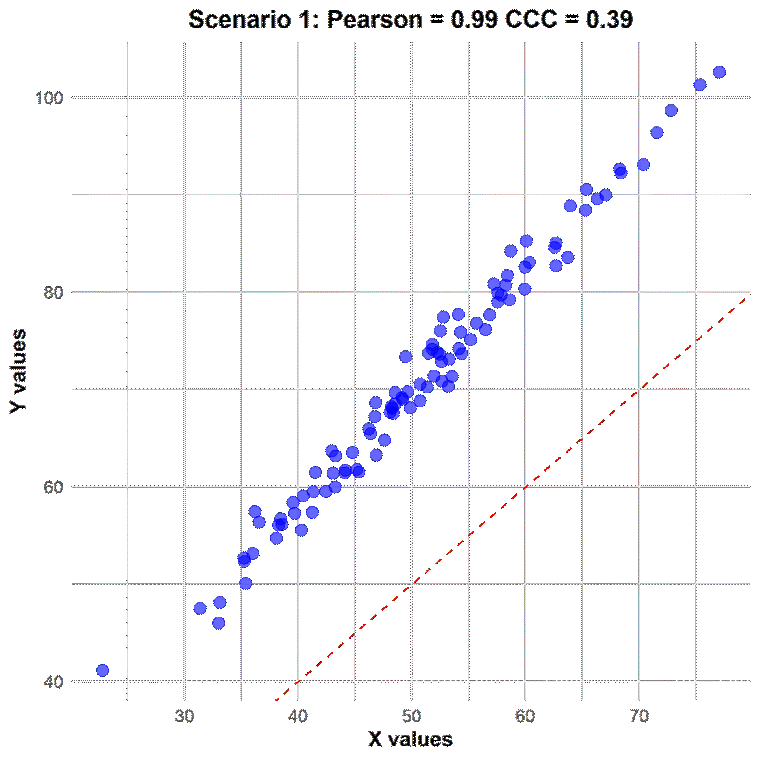 Scenario 1: Pearson = 0.99 CCC = 0.39
100
80
60
40
Y values
30 40 50 60 70
X values